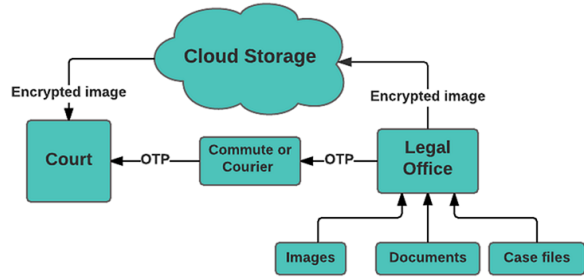 Cloud Storage
Encrypted image
Encrypted image
Court
OTP
Commute or
Courier
OTP
Legal
Office
Images
Documents
Case files